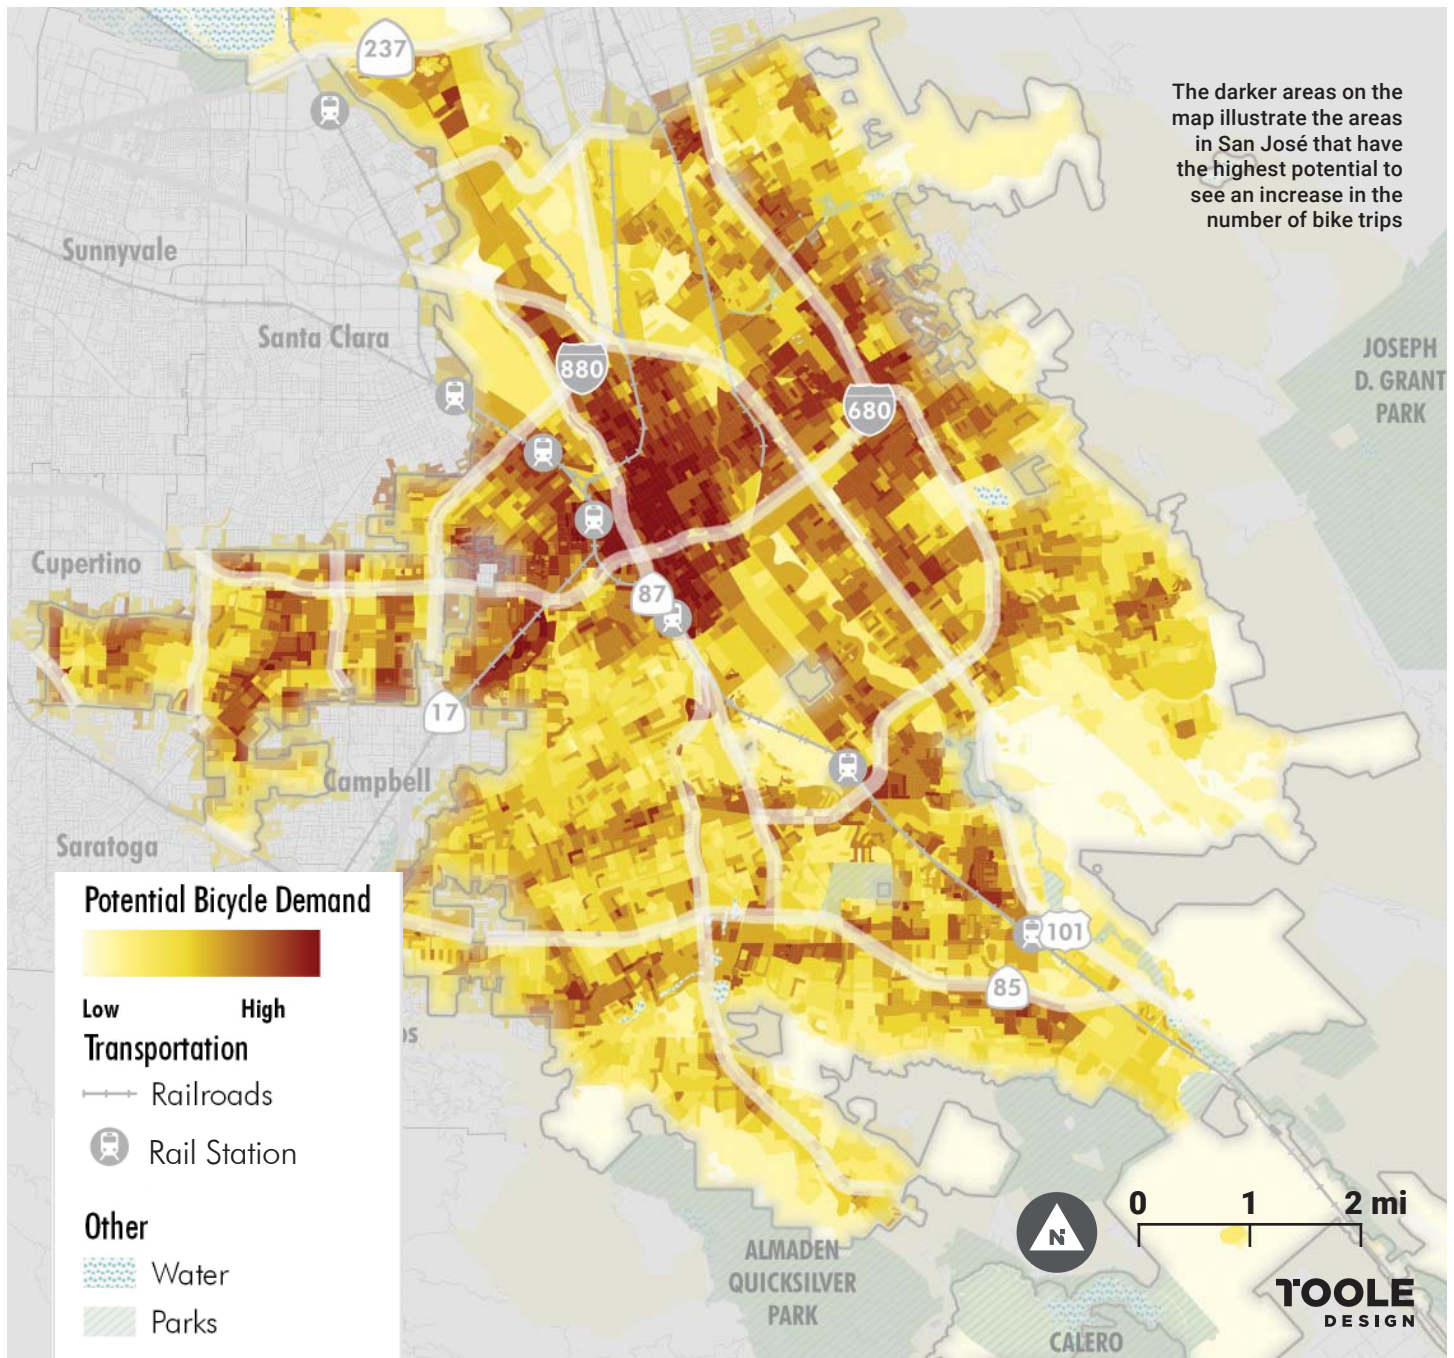 237
The darker areas on the
map illustrate the areas
in San José that have
the highest potential to
see an increase in the
number of bike trips
Sunnyvale
Santa Clara
JOSEPH
D. GRANT
PARK
880
680
Cupertino
87
17
Campbell
Saratoga
101
85
os
Potential Bicycle Demand
Low High
Transportation
Railroads
Rail Station
Other
Water
Parks
0 1 2 mi
N
ALMADEN
QUICKSILVER
PARK
CALERO
TOOLE
DESIGN